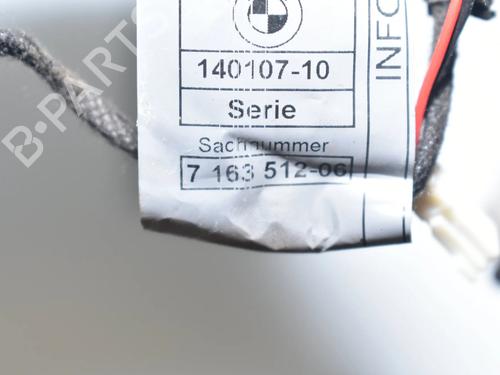 140107-10
Serie
Sachnummer
7 163 512-06
INFO
B-PARTS